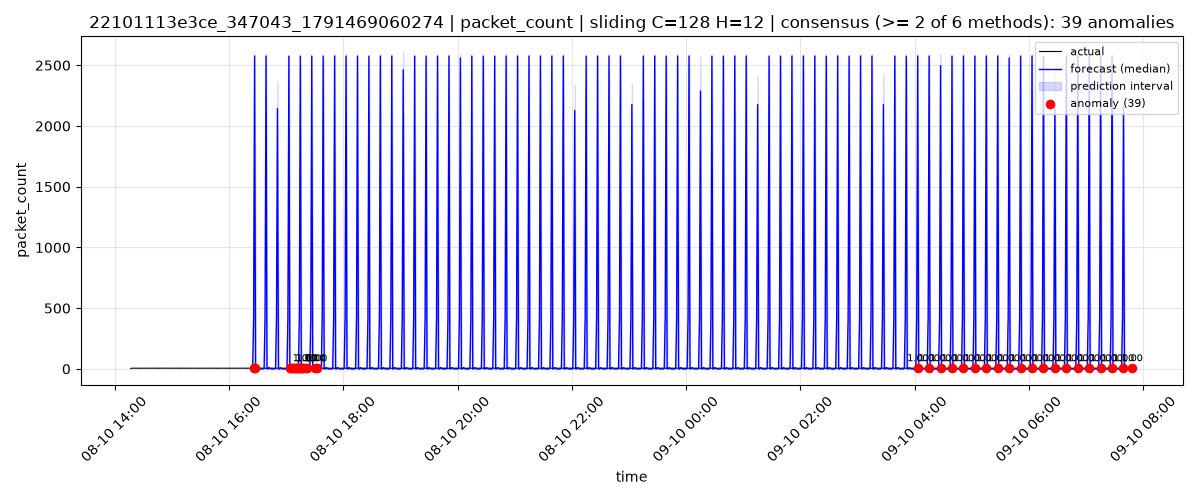 22101113e3ce_347043_1791469060274 | packet_count | sliding C=128 H=12 | consensus (>= 2 of 6 methods): 39 anomalies
actual
forecast (median)
prediction interval
anomaly (39)
packet_count
2500
2000
1500
1000
500
0
08-10 14:00
08-10 16:00
08-10 18:00
08-10 20:00
08-10 22:00
09-10 00:00
09-10 02:00
09-10 04:00
09-10 06:00
09-10 08:00
time